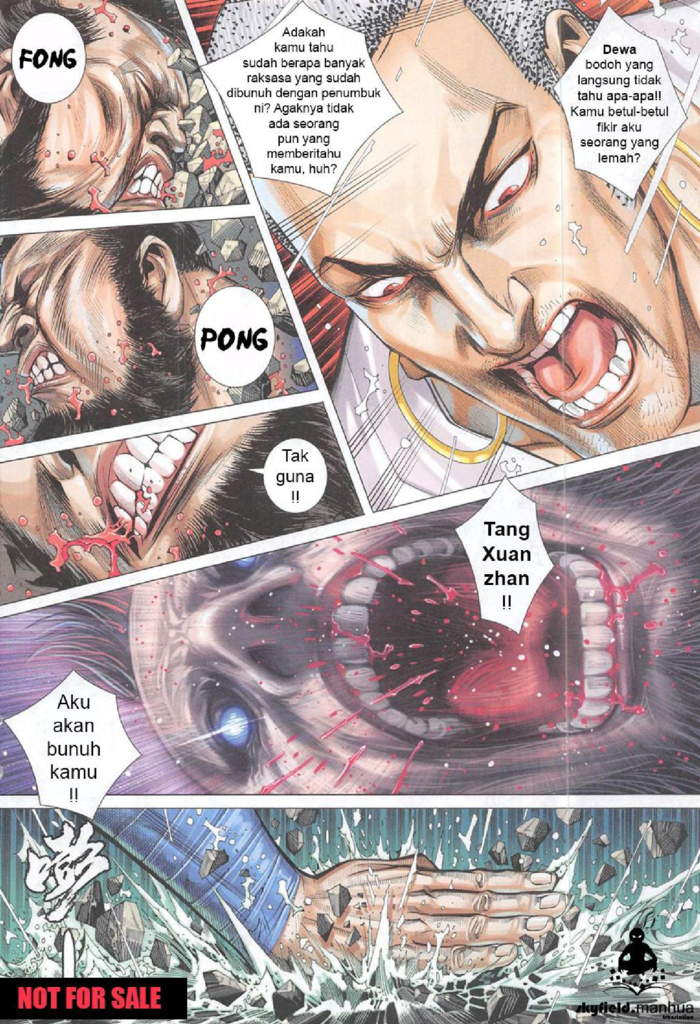 FONG
Adakah
kamu tahu
sudah berapa banyak
raksasa yang sudah
dibunuh dengan penumbuk
ni? Agaknya tidak
ada seorang
pun yang
memberitahu
kamu, huh?
Dewa
bodoh yang
langsung tidak
tahu apa-apa!!
Kamu betul-betul
fikir aku
seorang yang
lemah?
PONG
Tak
guna
!!
Tang
Xuan
zhan
!!
Aku
akan
bunuh
kamu
!!
嘭
NOT FOR SALE
skyfield.manhua